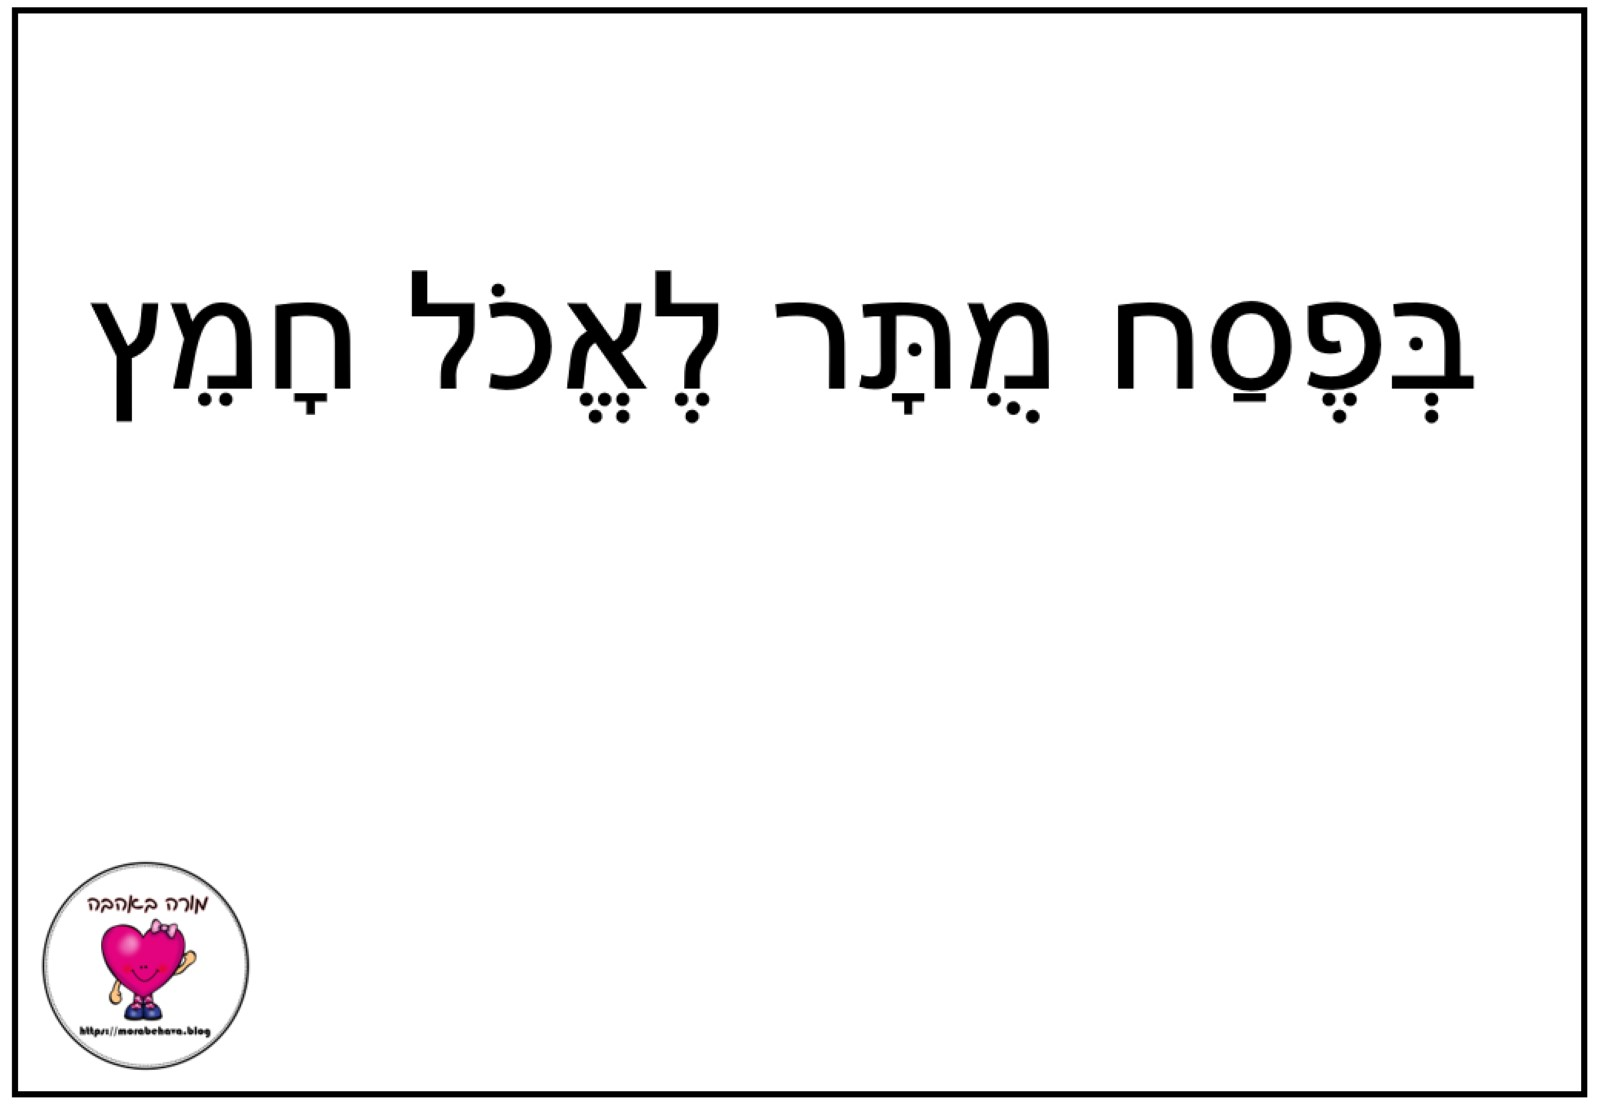 בְּפֶסַח מֻתָּר לֶאֱכֹל חָמֵץ
מורה באהבה
https://morabehava.blog